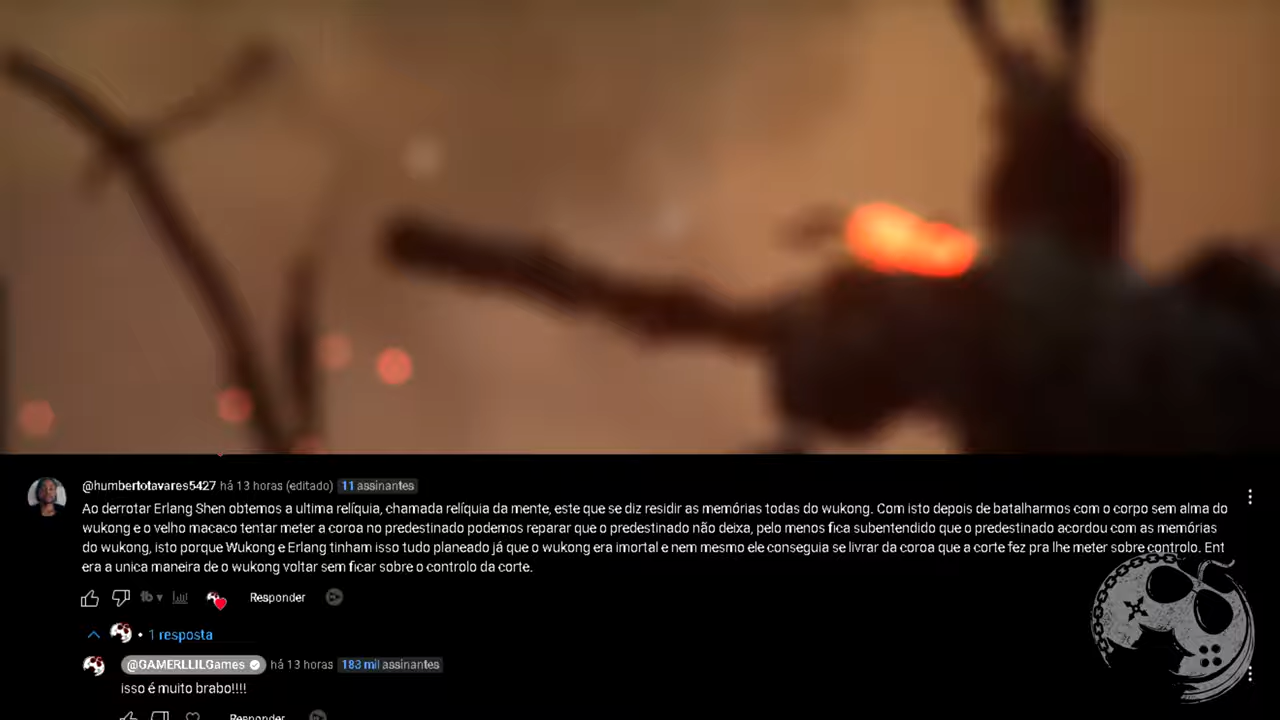 @humbertotavares5427 há 13 horas (editado) 11 assinantes
Ao derrotar Erlang Shen obtemos a ultima relíquia, chamada relíquia da mente, este que se diz residir as memórias todas do wukong. Com isto depois de batalharmos com o corpo sem alma do
wukong e o velho macaco tentar meter a coroa no predestinado podemos reparar que o predestinado não deixa, pelo menos fica subentendido que o predestinado acordou com as memórias
do wukong, isto porque Wukong e Erlang tinham isso tudo planeado já que o wukong era imortal e nem mesmo ele conseguia se livrar da coroa que a corte fez pra lhe meter sobre controlo. Ent
era a unica maneira de o wukong voltar sem ficar sobre o controlo da corte.
Responder
1 resposta
@GAMERLLILGames há 13 horas 183 mil assinantes
isso é muito brabo!!!!
Responder